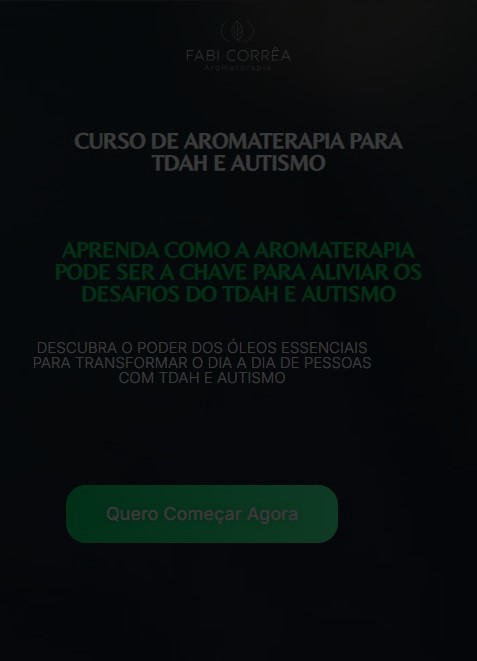 FABI CORRÊA
Aromaterapia
CURSO DE AROMATERAPIA PARA
TDAH E AUTISMO
APRENDA COMO A AROMATERAPIA
PODE SER A CHAVE PARA ALIVIAR OS
DESAFIOS DO TDAH E AUTISMO
DESCUBRA O PODER DOS ÓLEOS ESSENCIAIS
PARA TRANSFORMAR O DIA A DIA DE PESSOAS
COM TDAH E AUTISMO
Quero Começar Agora